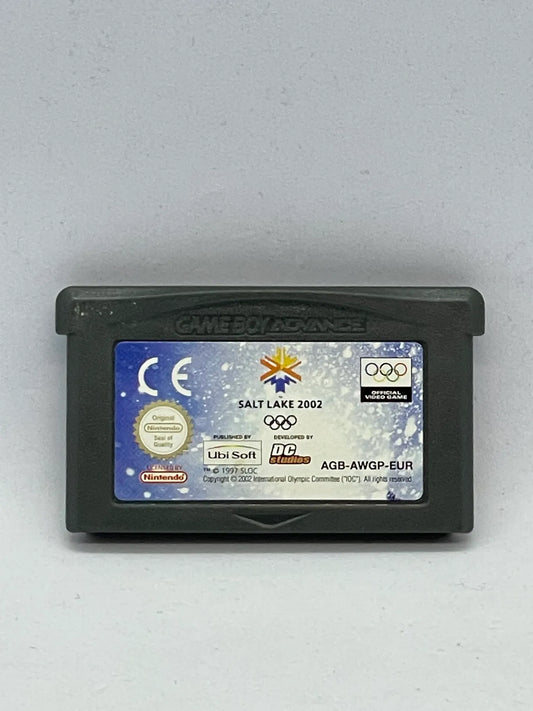 GAME BOY ADVANCE
CE
TM
SALT LAKE 2002
OFFICIAL
VIDEO GAME
Original
Nintendo
Seal of
Quality
PUBLISHED BY
Ubi Soft
DEVELOPED BY
DC
studios
AGB-AWGP-EUR
LICENSED BY
Nintendo
™ © 1997 SLOC
Copyright © 2002 International Olympic Committee ("IOC"). All rights reserved.